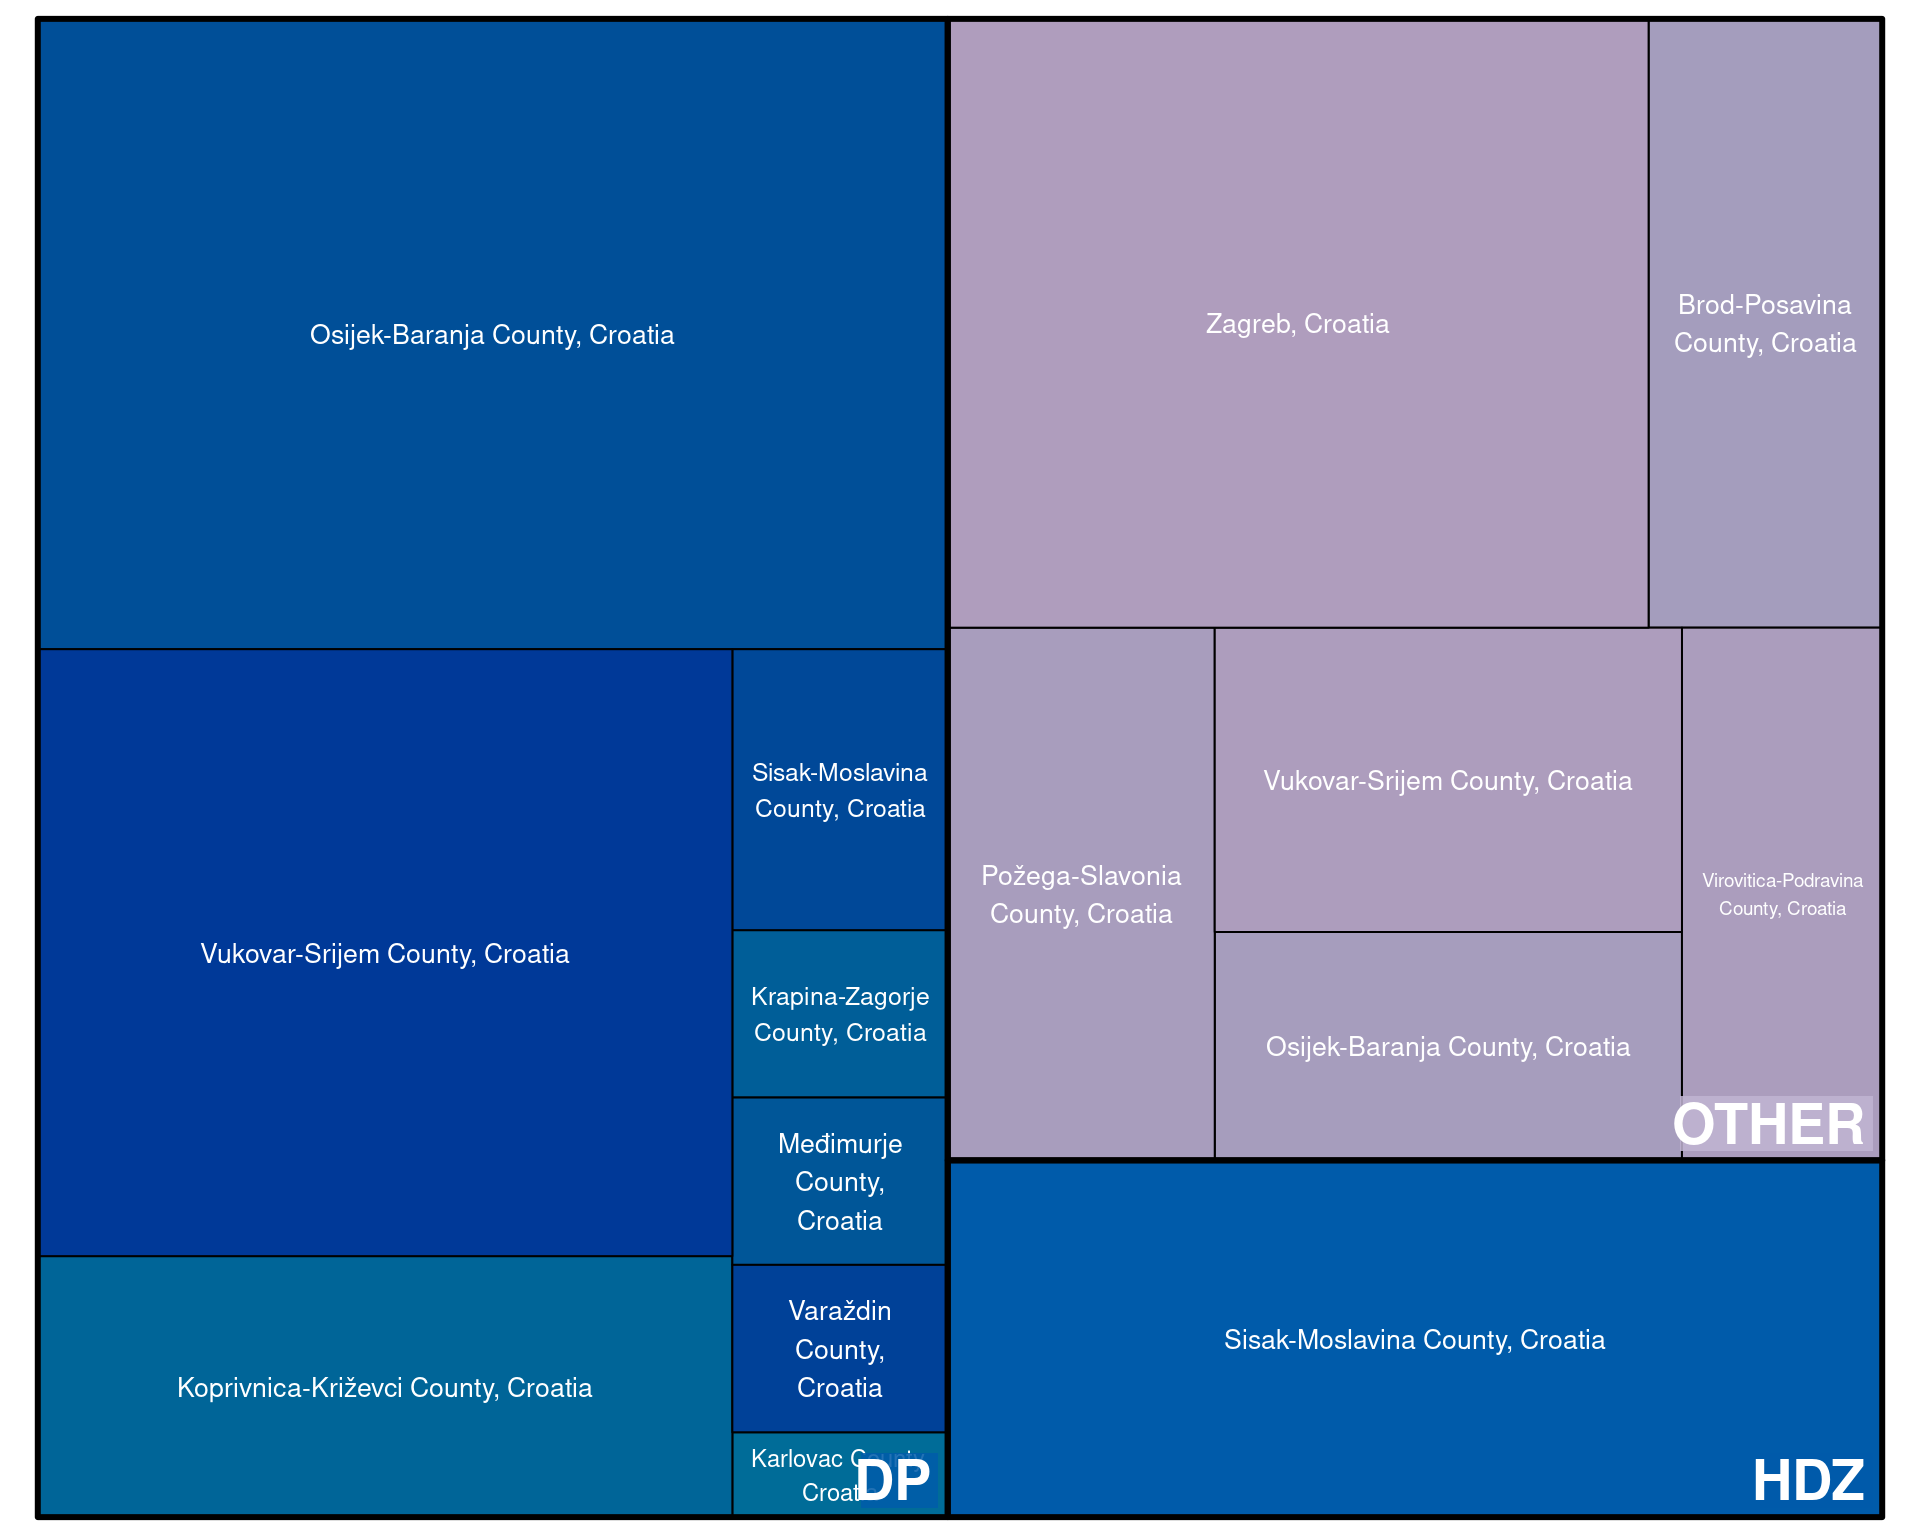 Osijek-Baranja County, Croatia
Vukovar-Srijem County, Croatia
Sisak-Moslavina
County, Croatia
Krapina-Zagorje
County, Croatia
Međimurje
County,
Croatia
Varaždin
County,
Croatia
Koprivnica-Križevci County, Croatia
Karlovac County,
Croatia
DP
Zagreb, Croatia
Brod-Posavina
County, Croatia
Požega-Slavonia
County, Croatia
Vukovar-Srijem County, Croatia
Osijek-Baranja County, Croatia
Virovitica-Podravina
County, Croatia
OTHER
Sisak-Moslavina County, Croatia
HDZ